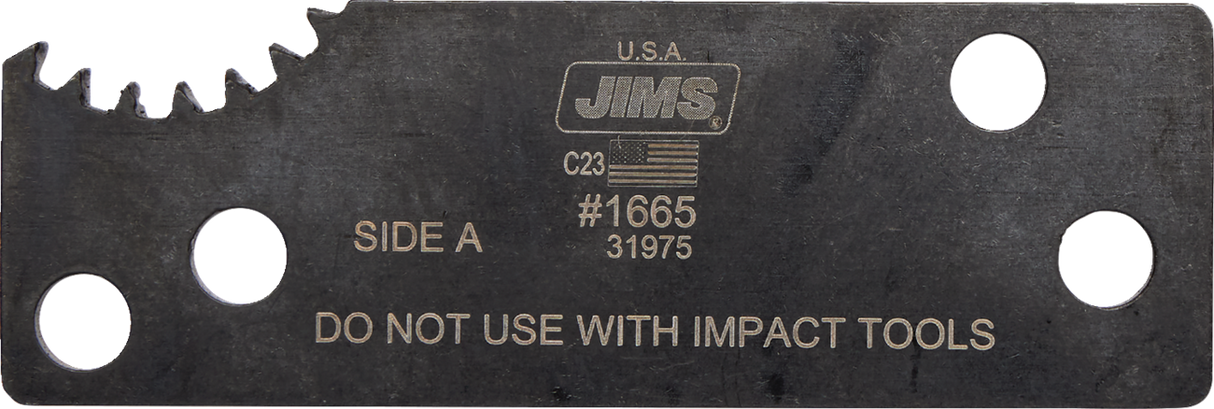 U.S.A.
JIMS®
C23
#1665
31975
SIDE A
DO NOT USE WITH IMPACT TOOLS